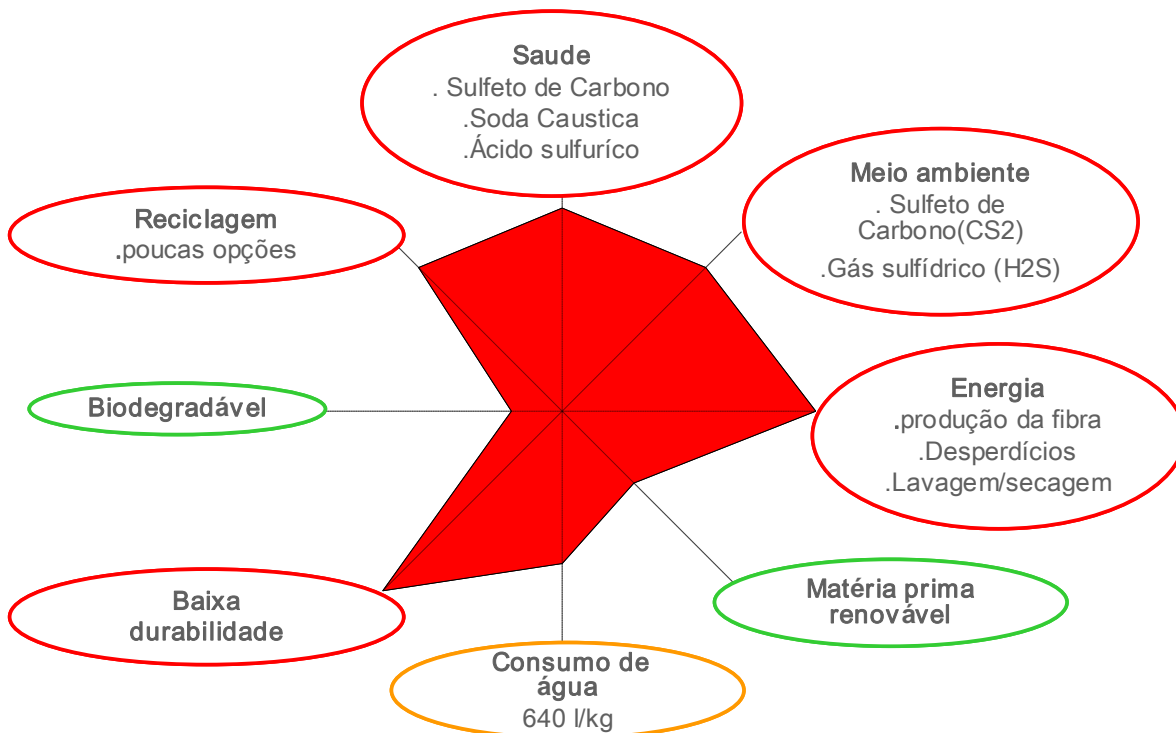 Saude
. Sulfeto de Carbono
.Soda Caustica
.Ácido sulfuríco
Meio ambiente
. Sulfeto de
Carbono(CS2)
.Gás sulfídrico (H2S)
Reciclagem
.poucas opções
Energia
.produção da fibra
.Desperdícios
.Lavagem/secagem
Biodegradável
Matéria prima
renovável
Baixa
durabilidade
Consumo de
água
640 l/kg